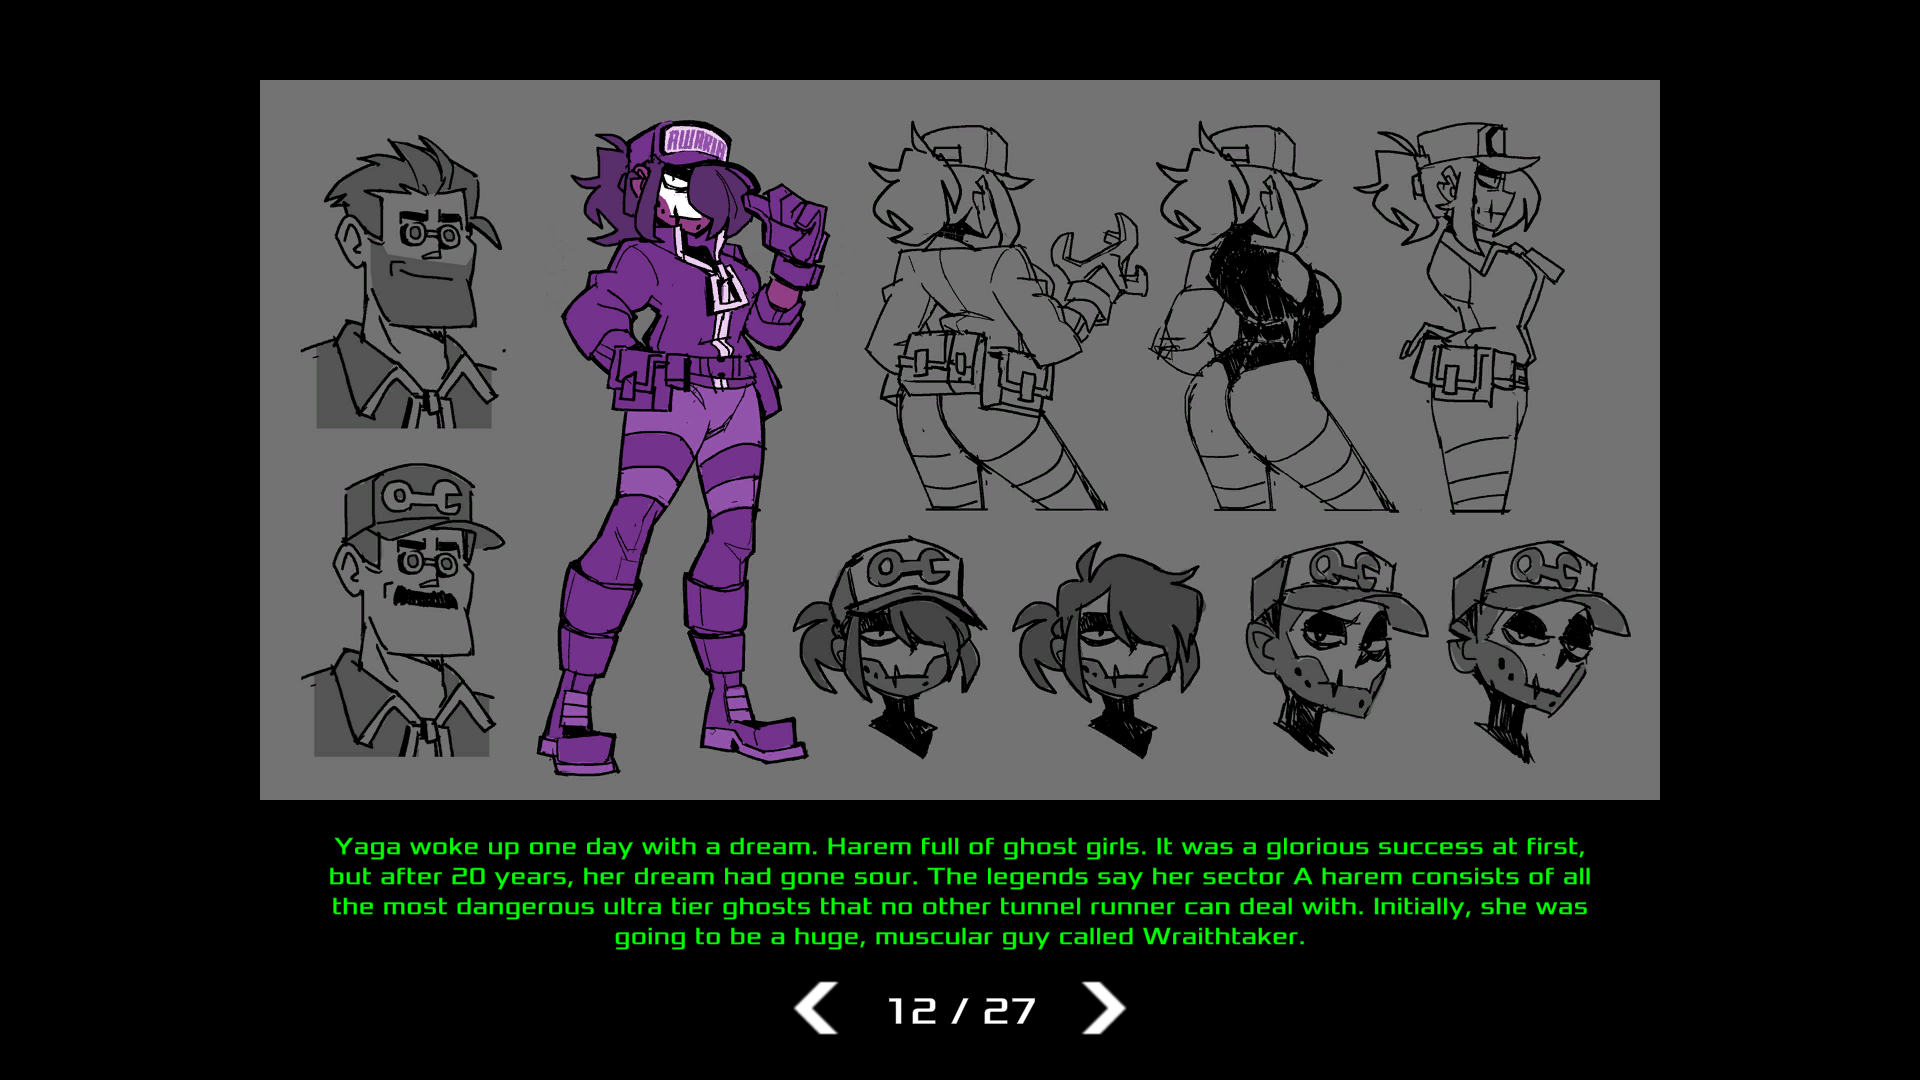 Yaga woke up one day with a dream. Harem full of ghost girls. It was a glorious success at first,
but after 20 years, her dream had gone sour. The legends say her sector A harem consists of all
the most dangerous ultra tier ghosts that no other tunnel runner can deal with. Initially, she was
going to be a huge, muscular guy called Wraithtaker.
12 / 27